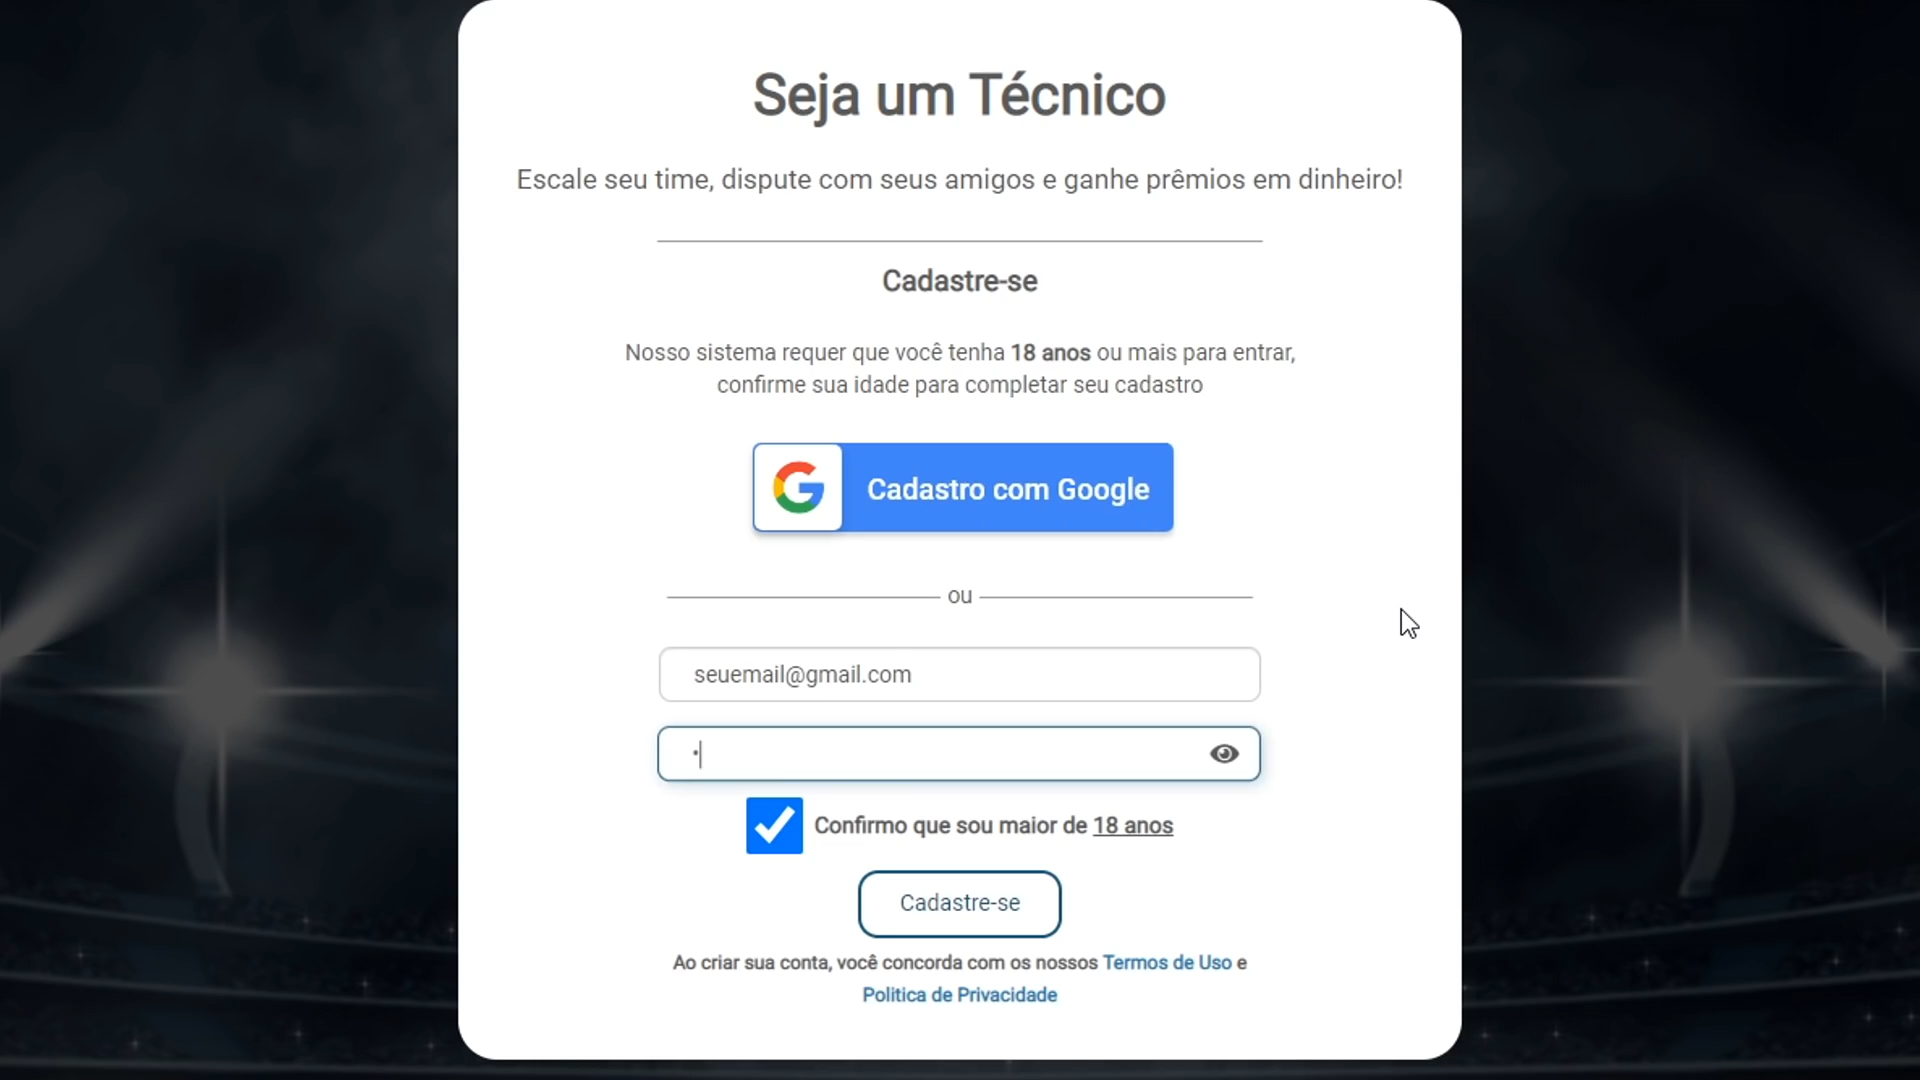 Seja um Técnico
Escale seu time, dispute com seus amigos e ganhe prêmios em dinheiro!
Cadastre-se
Nosso sistema requer que você tenha 18 anos ou mais para entrar,
confirme sua idade para completar seu cadastro
Cadastro com Google
ou
seuemail@gmail.com
Confirmo que sou maior de 18 anos
Cadastre-se
Ao criar sua conta, você concorda com os nossos Termos de Uso e
Politica de Privacidade